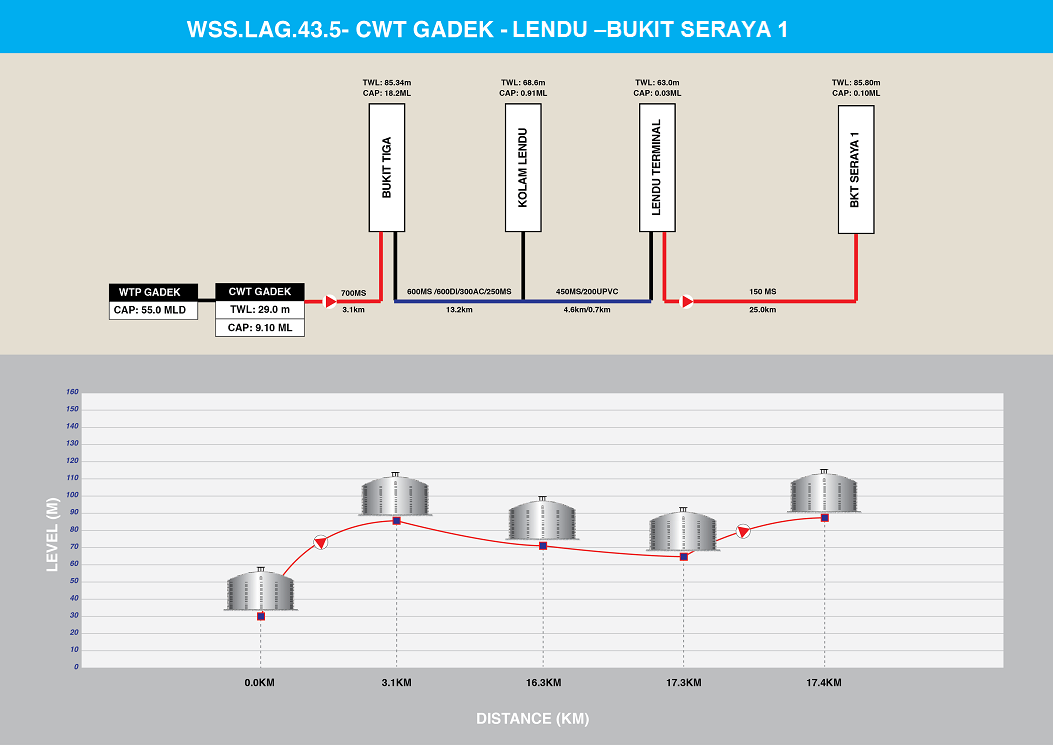 WSS.LAG.43.5- CWT GADEK - LENDU –BUKIT SERAYA 1
TWL: 85.34m
CAP: 18.2ML
TWL: 68.6m
CAP: 0.91ML
TWL: 63.0m
CAP: 0.03ML
TWL: 85.80m
CAP: 0.10ML
BUKIT TIGA
KOLAM LENDU
LENDU TERMINAL
BKT SERAYA 1
WTP GADEK
CAP: 55.0 MLD
CWT GADEK
TWL: 29.0 m
CAP: 9.10 ML
700MS
3.1km
600MS /600DI/300AC/250MS
13.2km
450MS/200UPVC
4.6km/0.7km
150 MS
25.0km
LEVEL (M)
160
150
140
130
120
110
100
90
80
70
60
50
40
30
20
10
0
0.0KM
3.1KM
16.3KM
17.3KM
17.4KM
DISTANCE (KM)